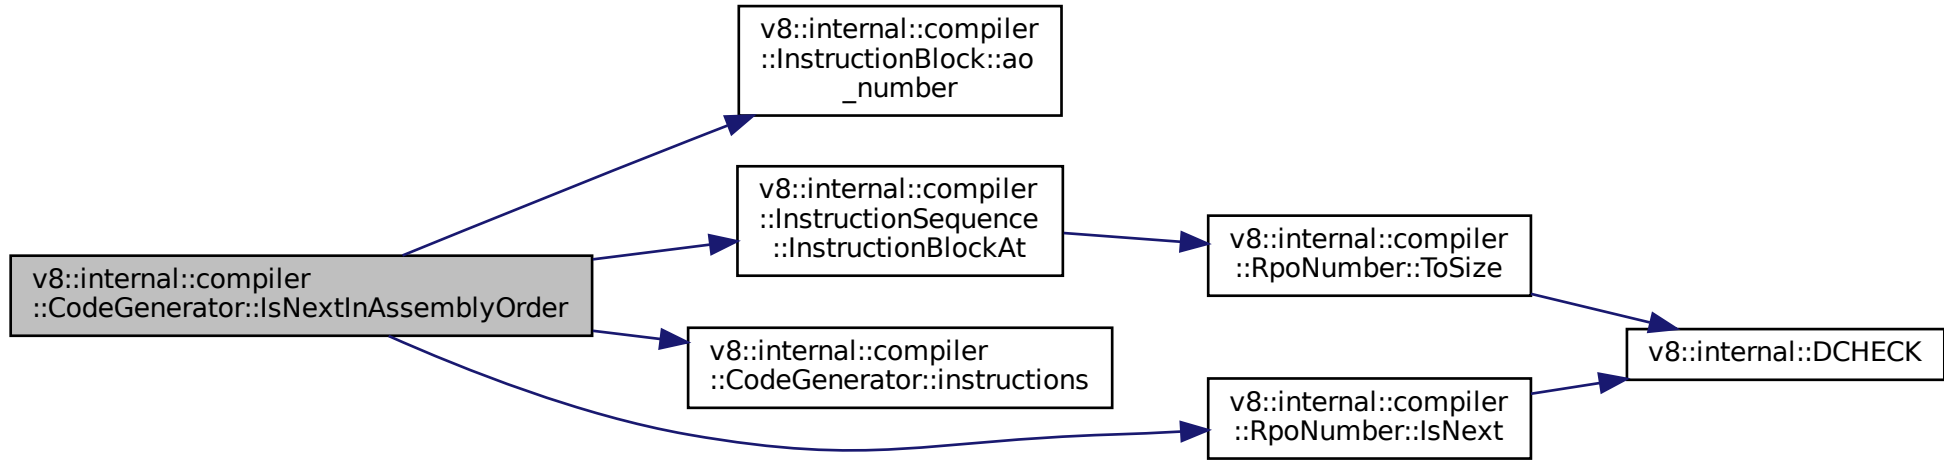 v8::internal::compiler
::InstructionBlock::ao
_number
v8::internal::compiler
::InstructionSequence
::InstructionBlockAt
v8::internal::compiler
::RpoNumber::ToSize
v8::internal::compiler
::CodeGenerator::IsNextInAssemblyOrder
v8::internal::compiler
::CodeGenerator::instructions
v8::internal::DCHECK
v8::internal::compiler
::RpoNumber::IsNext